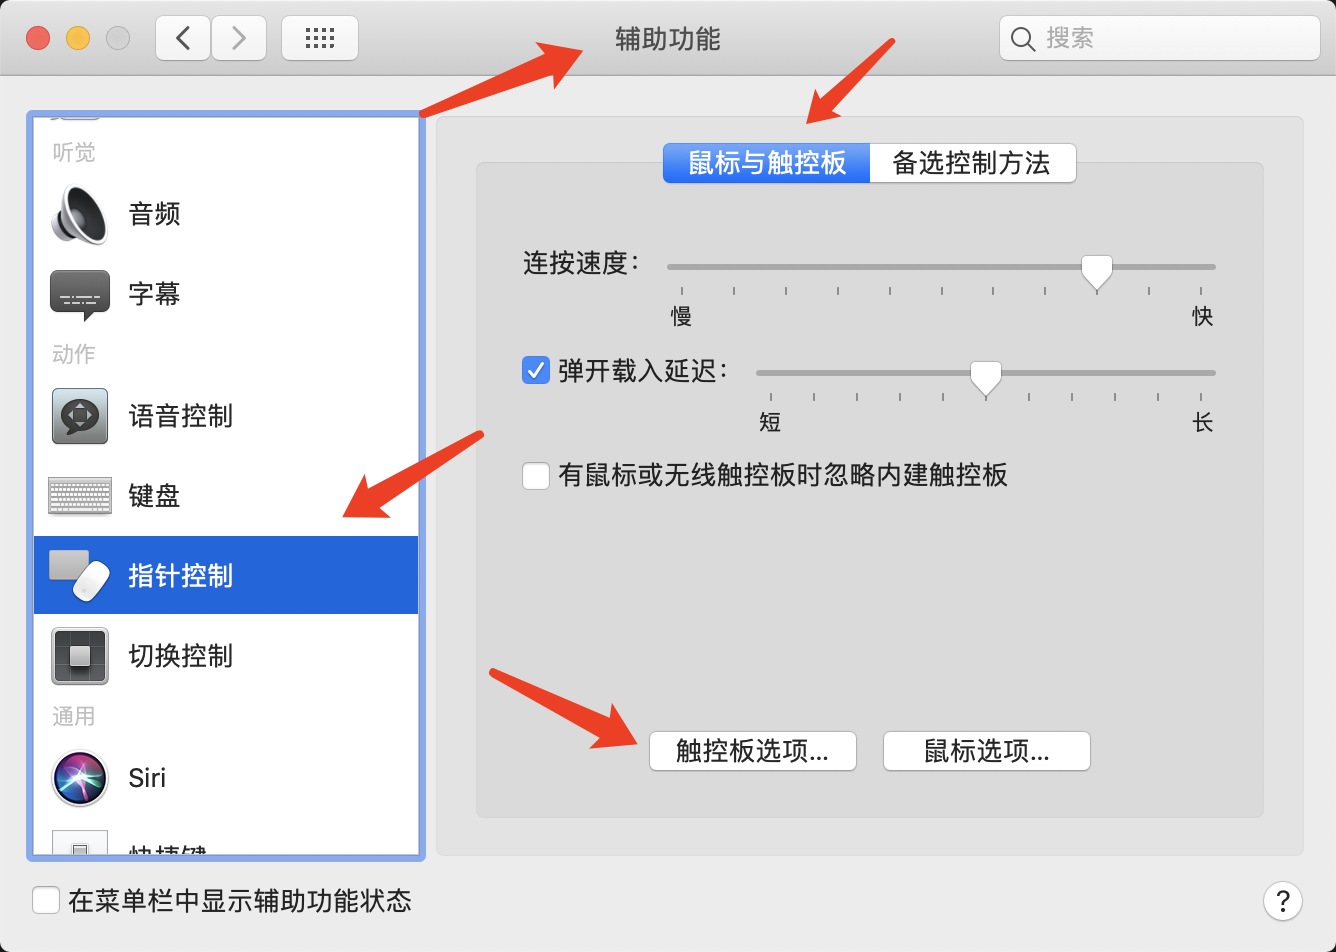 辅助功能
搜索
听觉
音频
字幕
动作
语音控制
键盘
指针控制
切换控制
通用
Siri
快捷键
鼠标与触控板
备选控制方法
连按速度：
慢
快
弹开载入延迟：
短
长
有鼠标或无线触控板时忽略内建触控板
触控板选项...
鼠标选项...
在菜单栏中显示辅助功能状态
?